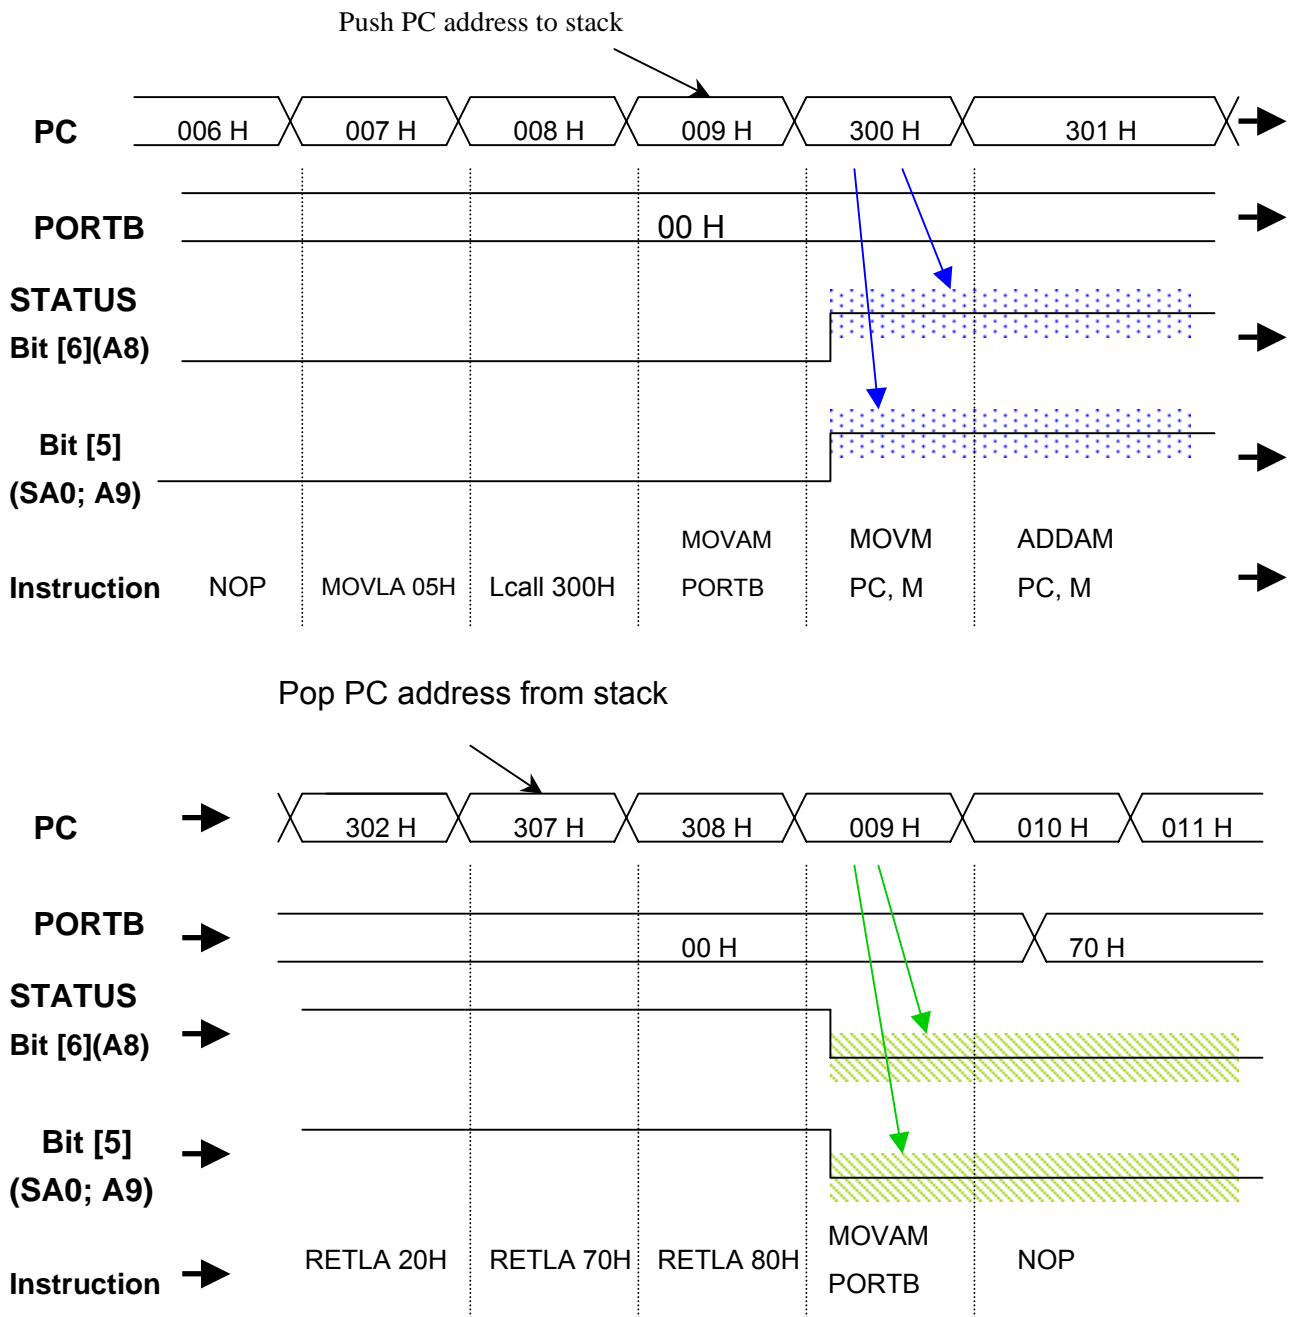 Push PC address to stack
PC 006 H 007 H 008 H 009 H 300 H 301 H
PORTB 00 H
STATUS
Bit [6](A8)
Bit [5]
(SA0; A9)
MOVAM MOVM ADDAM
Instruction NOP MOVLA 05H Lcall 300H PORTB PC, M PC, M
Pop PC address from stack
PC 302 H 307 H 308 H 009 H 010 H 011 H
PORTB 00 H 70 H
STATUS
Bit [6](A8)
Bit [5]
(SA0; A9)
MOVAM
RETLA 20H RETLA 70H RETLA 80H NOP
Instruction PORTB